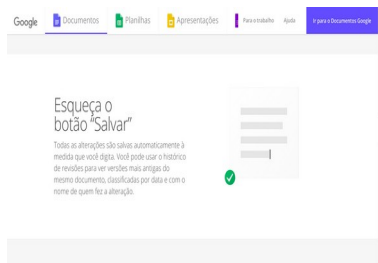 Google Documentos Planilhas Apresentações Para o trabalho Ajuda Ir para o Documentos Google
Esqueça o
botão “Salvar”
Todas as alterações são salvas automaticamente à
medida que você digita. Você pode usar o histórico
de revisões para ver versões mais antigas do
mesmo documento, classificadas por data e com o
nome de quem fez a alteração.